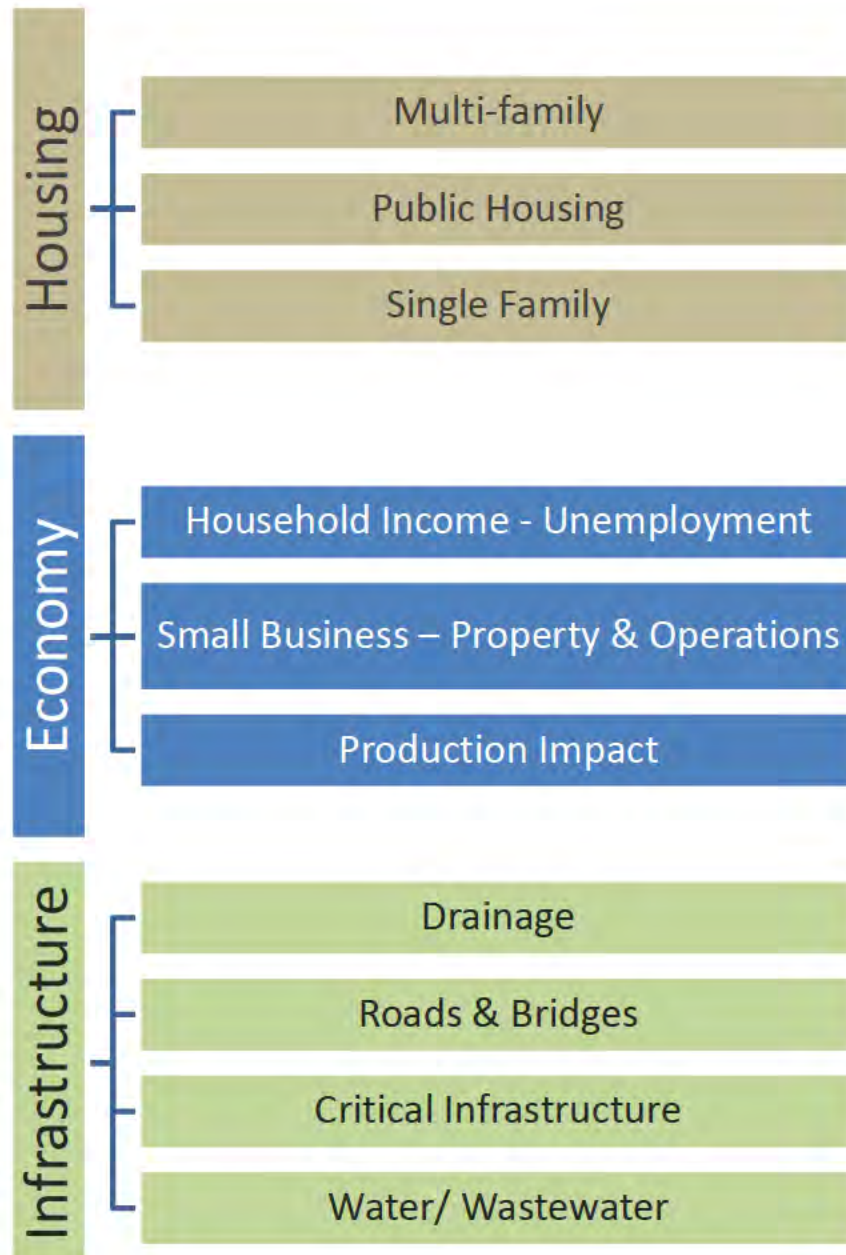 Housing
Multi-family
Public Housing
Single Family
Economy
Household Income - Unemployment
Small Business – Property & Operations
Production Impact
Infrastructure
Drainage
Roads & Bridges
Critical Infrastructure
Water/ Wastewater